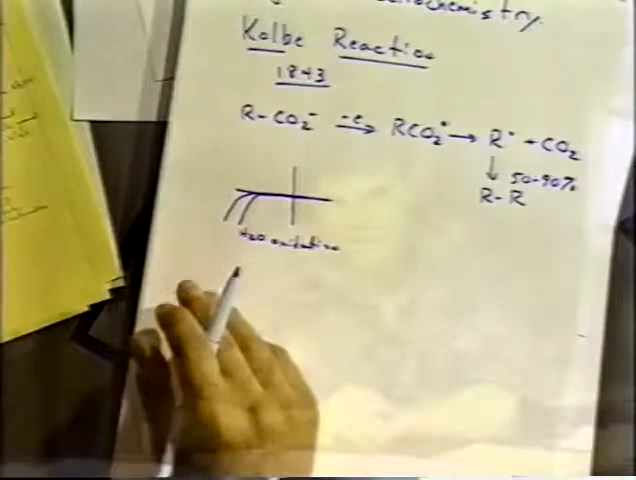 Kolbe Reaction
1843
R-CO₂⁻ -e→ RCO₂• → R• + CO₂
↓ 50-90%
R-R
H₂O oxidation